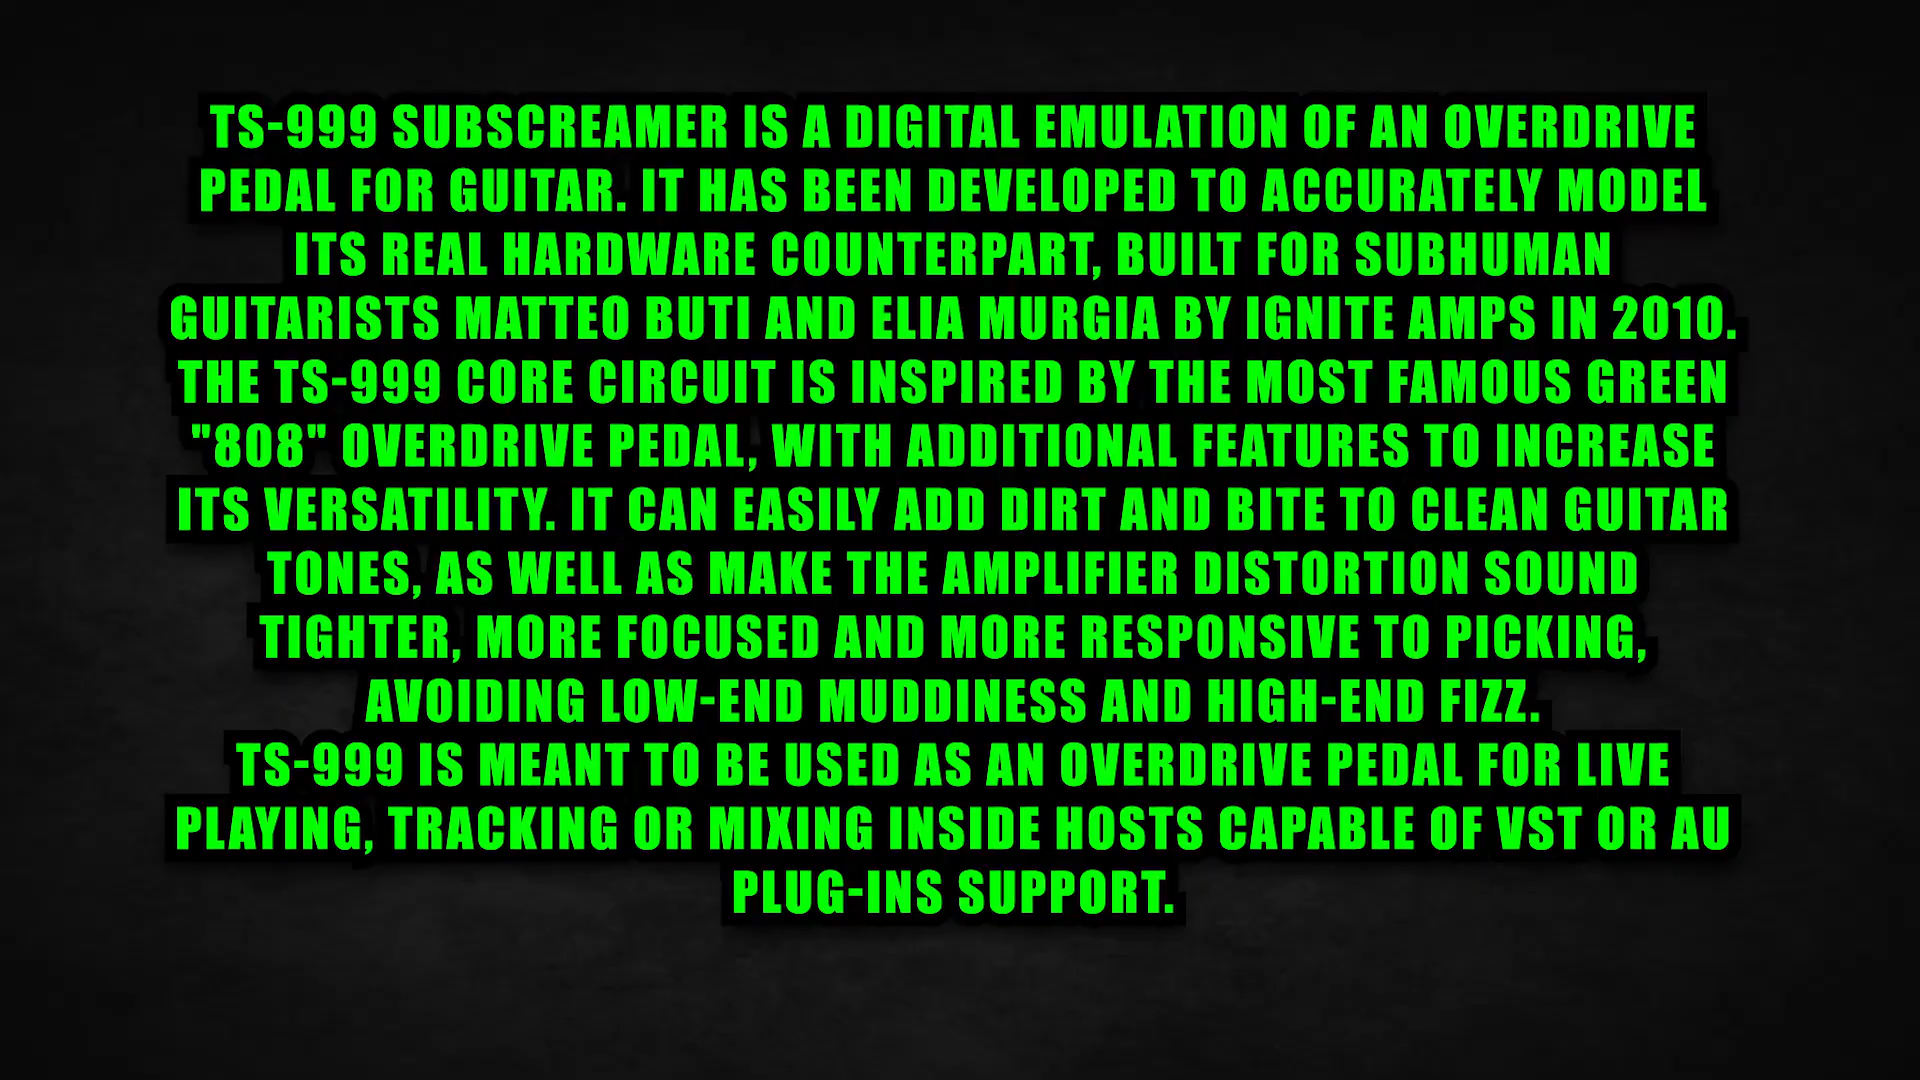 TS-999 SUBSCREAMER IS A DIGITAL EMULATION OF AN OVERDRIVE
PEDAL FOR GUITAR. IT HAS BEEN DEVELOPED TO ACCURATELY MODEL
ITS REAL HARDWARE COUNTERPART, BUILT FOR SUBHUMAN
GUITARISTS MATTEO BUTI AND ELIA MURGIA BY IGNITE AMPS IN 2010.
THE TS-999 CORE CIRCUIT IS INSPIRED BY THE MOST FAMOUS GREEN
"808" OVERDRIVE PEDAL, WITH ADDITIONAL FEATURES TO INCREASE
ITS VERSATILITY. IT CAN EASILY ADD DIRT AND BITE TO CLEAN GUITAR
TONES, AS WELL AS MAKE THE AMPLIFIER DISTORTION SOUND
TIGHTER, MORE FOCUSED AND MORE RESPONSIVE TO PICKING,
AVOIDING LOW-END MUDDINESS AND HIGH-END FIZZ.
TS-999 IS MEANT TO BE USED AS AN OVERDRIVE PEDAL FOR LIVE
PLAYING, TRACKING OR MIXING INSIDE HOSTS CAPABLE OF VST OR AU
PLUG-INS SUPPORT.